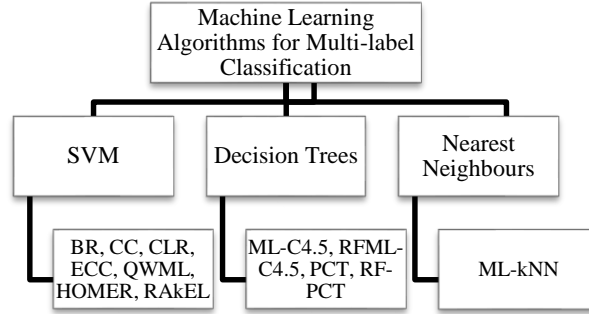 Machine Learning
Algorithms for Multi-label
Classification
SVM
Decision Trees
Nearest
Neighbours
BR, CC, CLR,
ECC, QWML,
HOMER, RAkEL
ML-C4.5, RFML-
C4.5, PCT, RF-
PCT
ML-kNN